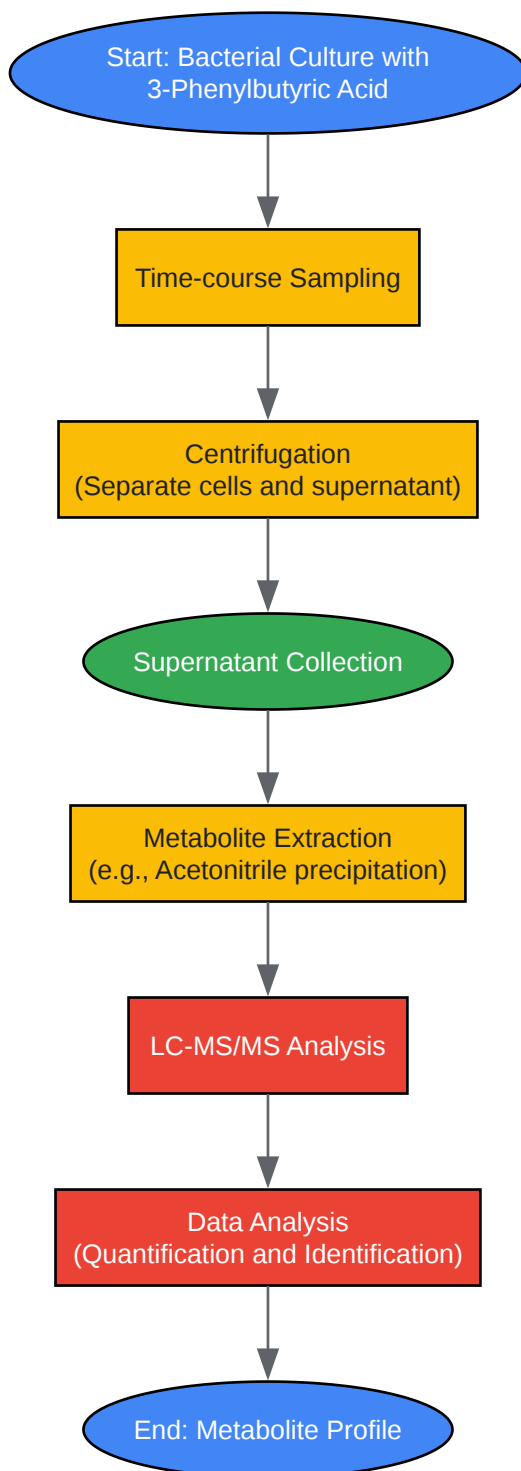 Start: Bacterial Culture with
3-Phenylbutyric Acid
Time-course Sampling
Centrifugation
(Separate cells and supernatant)
Supernatant Collection
Metabolite Extraction
(e.g., Acetonitrile precipitation)
LC-MS/MS Analysis
Data Analysis
(Quantification and Identification)
End: Metabolite Profile